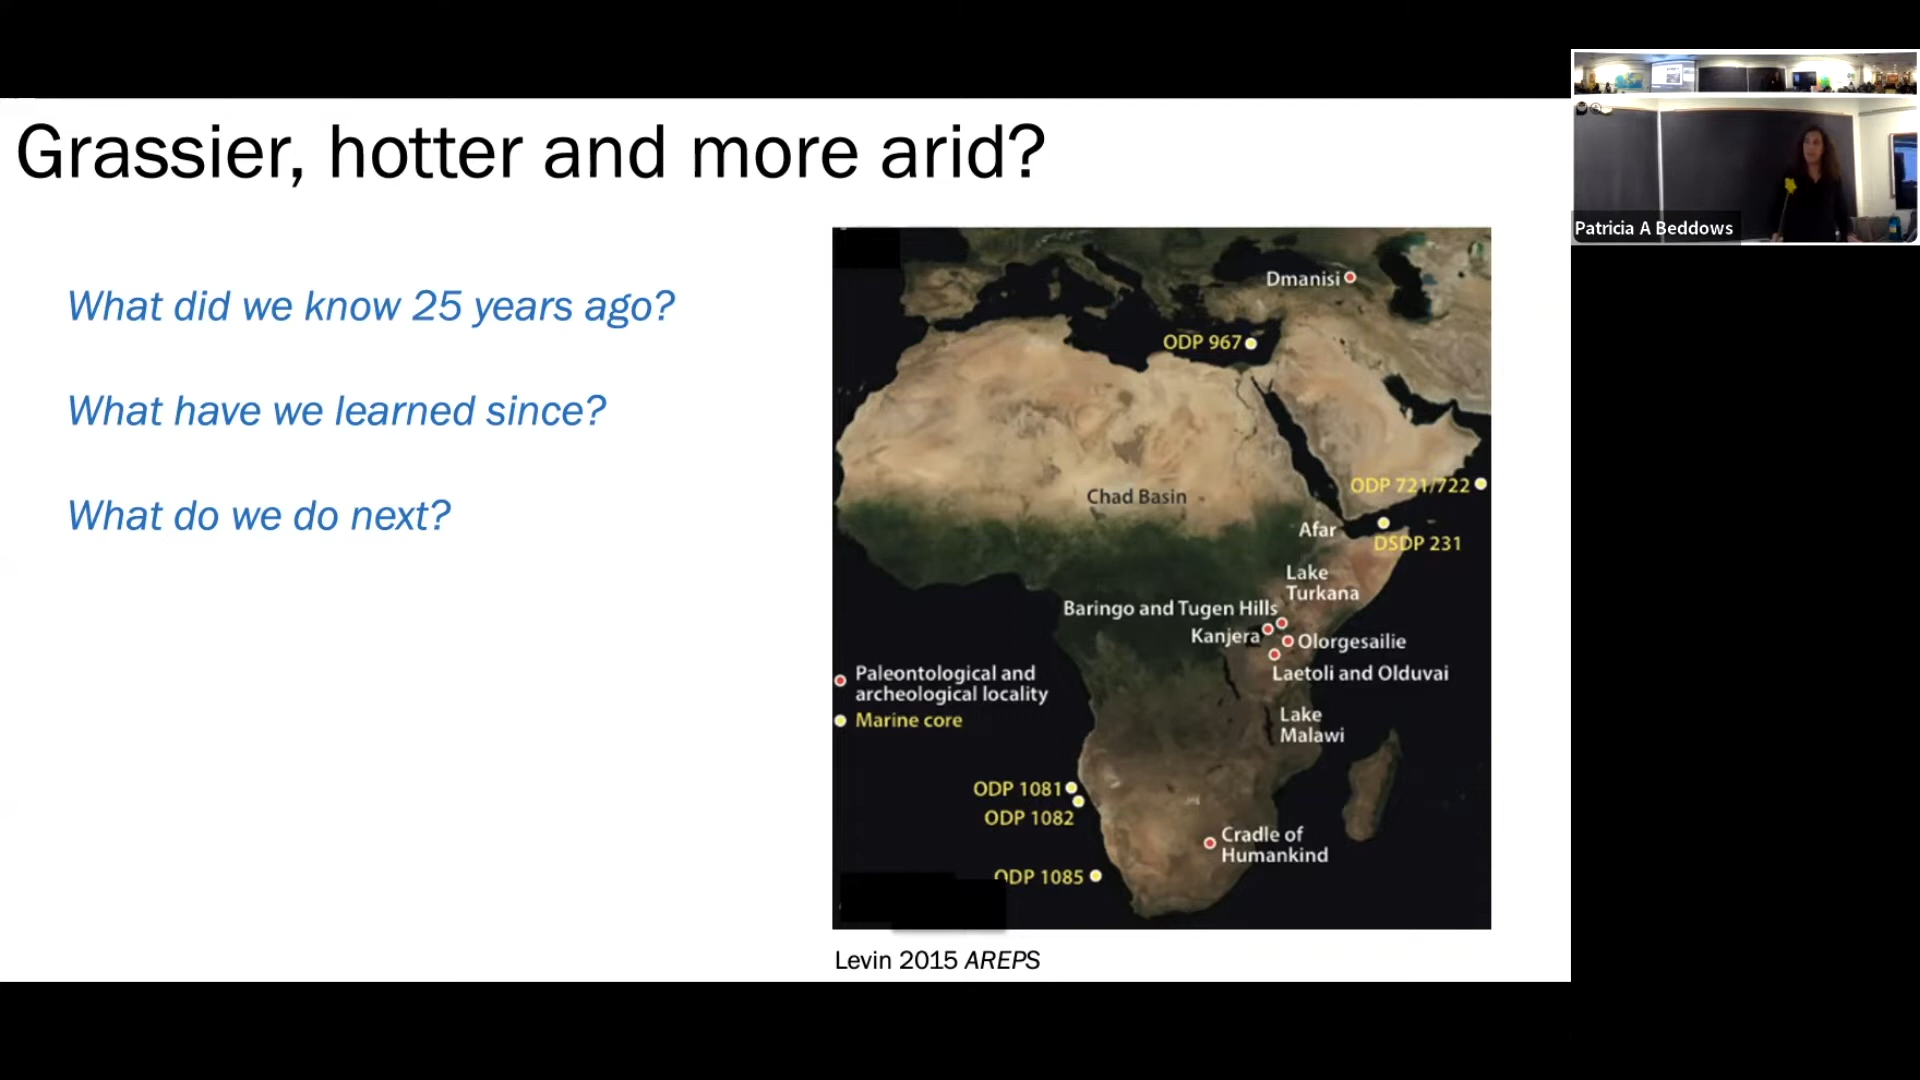 Grassier, hotter and more arid?
What did we know 25 years ago?
What have we learned since?
What do we do next?
Dmanisi
ODP 967
ODP 721/722
Chad Basin
Afar
DSDP 231
Lake
Turkana
Baringo and Tugen Hills
Kanjera
Olorgesailie
Laetoli and Olduvai
Paleontological and
archeological locality
Marine core
Lake
Malawi
ODP 1081
ODP 1082
Cradle of
Humankind
ODP 1085
Levin 2015 AREPS
Patricia A Beddows